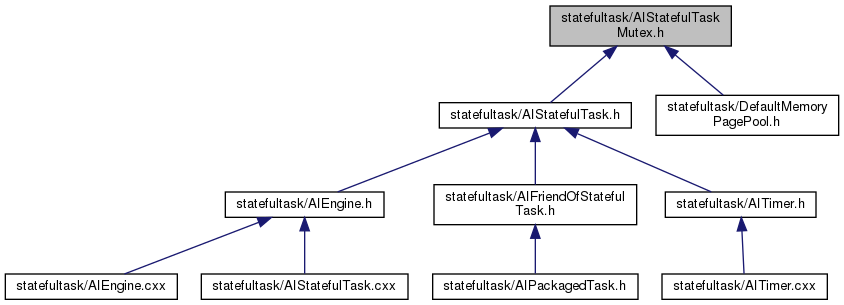 statefultask/AIStatefulTask
Mutex.h
statefultask/AIStatefulTask.h
statefultask/DefaultMemory
PagePool.h
statefultask/AIEngine.h
statefultask/AIFriendOfStateful
Task.h
statefultask/AITimer.h
statefultask/AIEngine.cxx
statefultask/AIStatefulTask.cxx
statefultask/AIPackagedTask.h
statefultask/AITimer.cxx